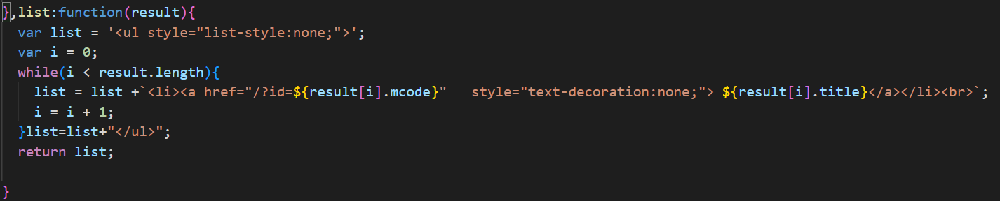 },list:function(result){
  var list = '<ul style="list-style:none;">';
  var i = 0;
  while(i < result.length){
    list = list +`<li><a href="/?id=${result[i].mcode}"   style="text-decoration:none;"> ${result[i].title}</a></li><br>`;
    i = i + 1;
  }list=list+"</ul>";
  return list;
}